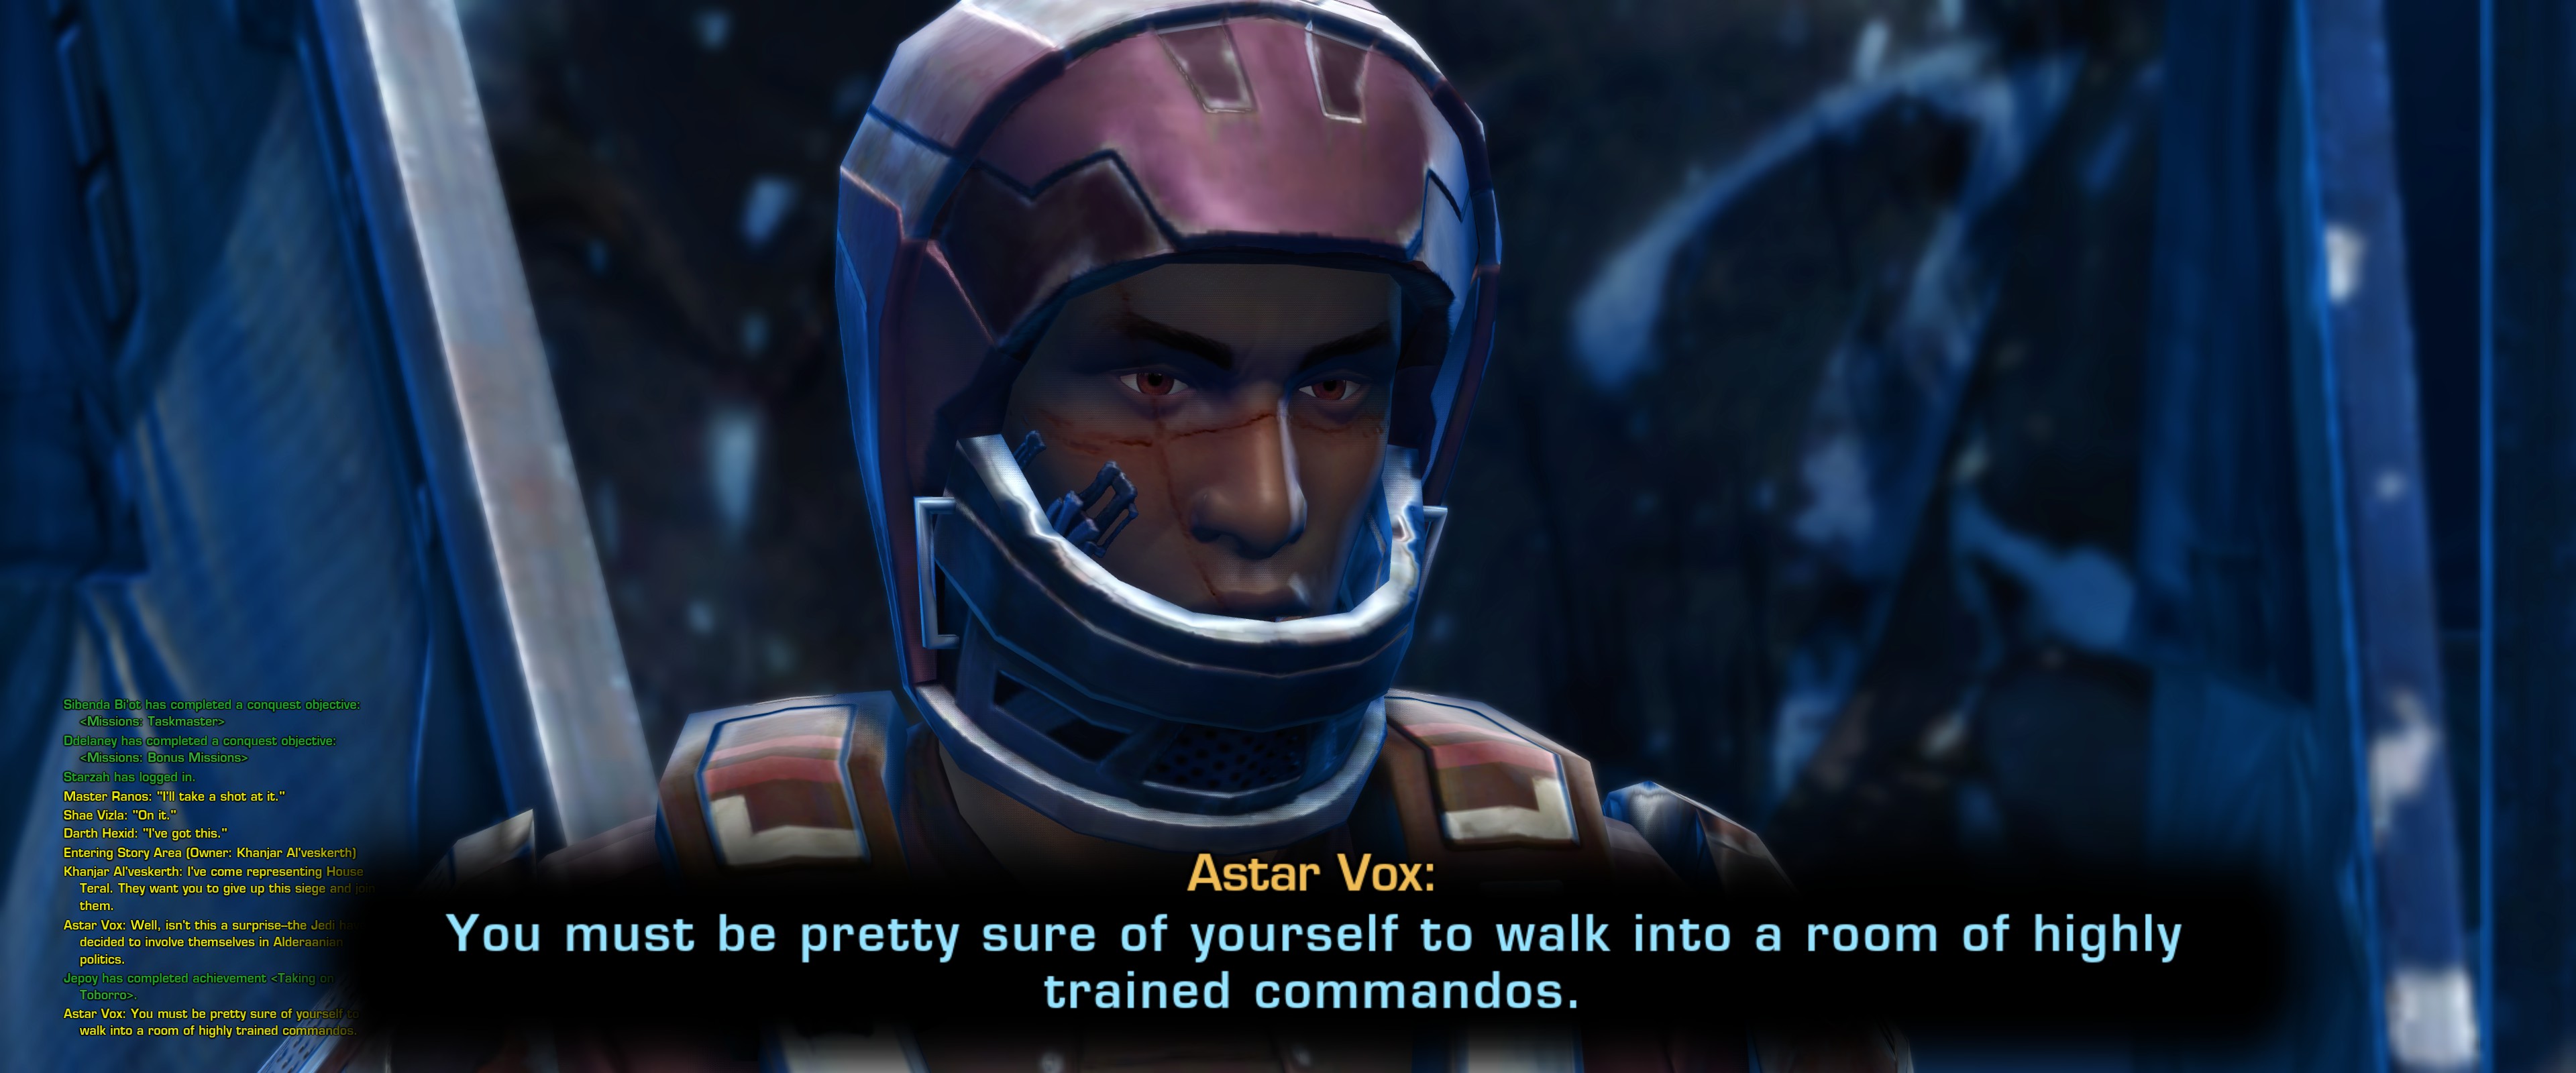 Sibenda Bi'ot has completed a conquest objective:
<Missions: Taskmaster>
Ddelaney has completed a conquest objective:
<Missions: Bonus Missions>
Starzah has logged in.
Master Ranos: "I'll take a shot at it."
Shae Vizla: "On it."
Darth Hexid: "I've got this."
Entering Story Area (Owner: Khanjar Al'veskerth)
Khanjar Al'veskerth: I've come representing House
Teral. They want you to give up this siege and join
them.
Astar Vox: Well, isn't this a surprise–the Jedi
decided to involve themselves in Alderaanian
politics.
Jepoy has completed achievement <Taking on
Toborro>.
Astar Vox: You must be pretty sure of yourself to
walk into a room of highly trained commandos.
Astar Vox:
You must be pretty sure of yourself to walk into a room of highly
trained commandos.